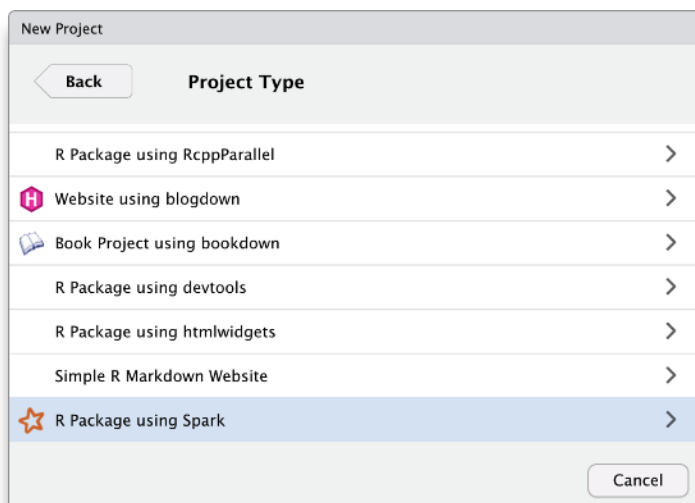 New Project
Back
Project Type
R Package using RcppParallel
H
Website using blogdown
Book Project using bookdown
R Package using devtools
R Package using htmlwidgets
Simple R Markdown Website
R Package using Spark
Cancel